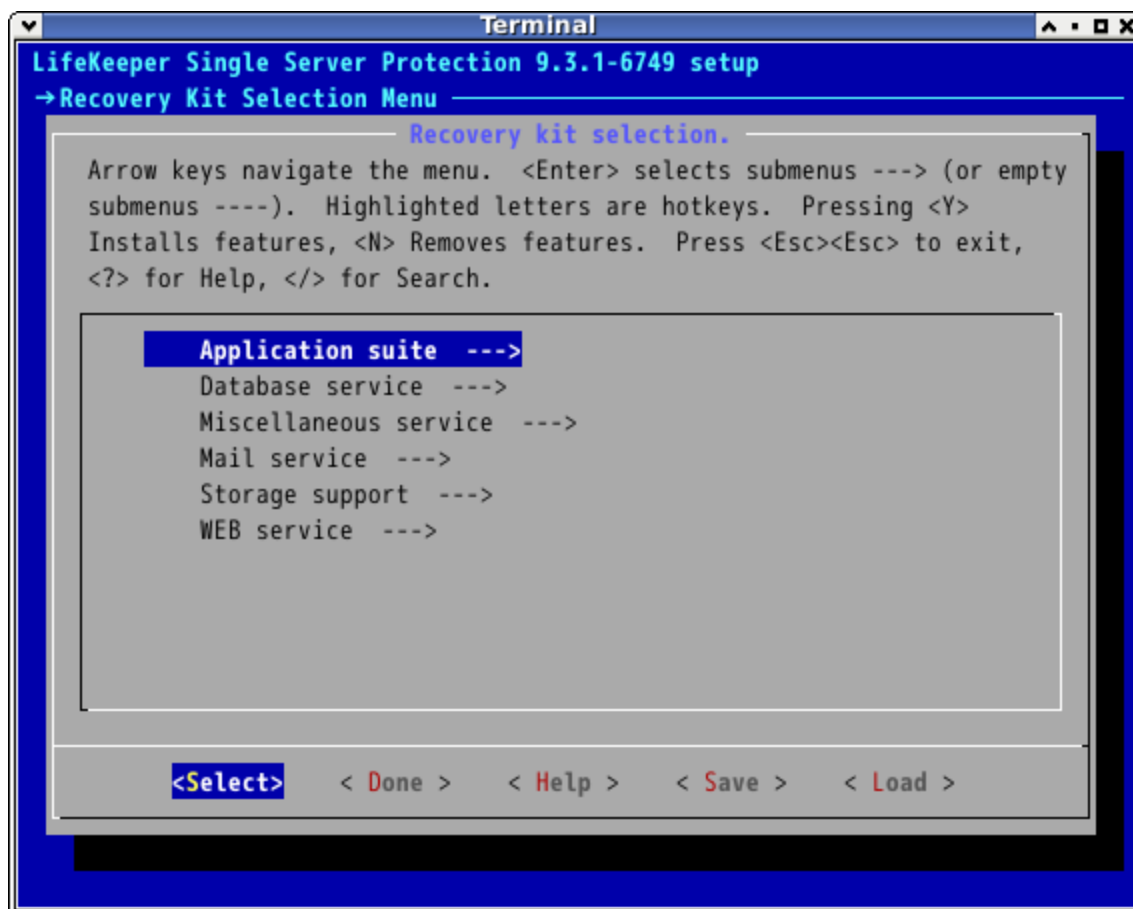 Terminal
LifeKeeper Single Server Protection 9.3.1-6749 setup
→Recovery Kit Selection Menu
Recovery kit selection.
Arrow keys navigate the menu.  <Enter> selects submenus ---> (or empty
submenus ----).  Highlighted letters are hotkeys.  Pressing <Y>
Installs features, <N> Removes features.  Press <Esc><Esc> to exit,
<?> for Help, </> for Search.
Application suite  --->
Database service  --->
Miscellaneous service  --->
Mail service  --->
Storage support  --->
WEB service  --->
<Select>    < Done >    < Help >    < Save >    < Load >